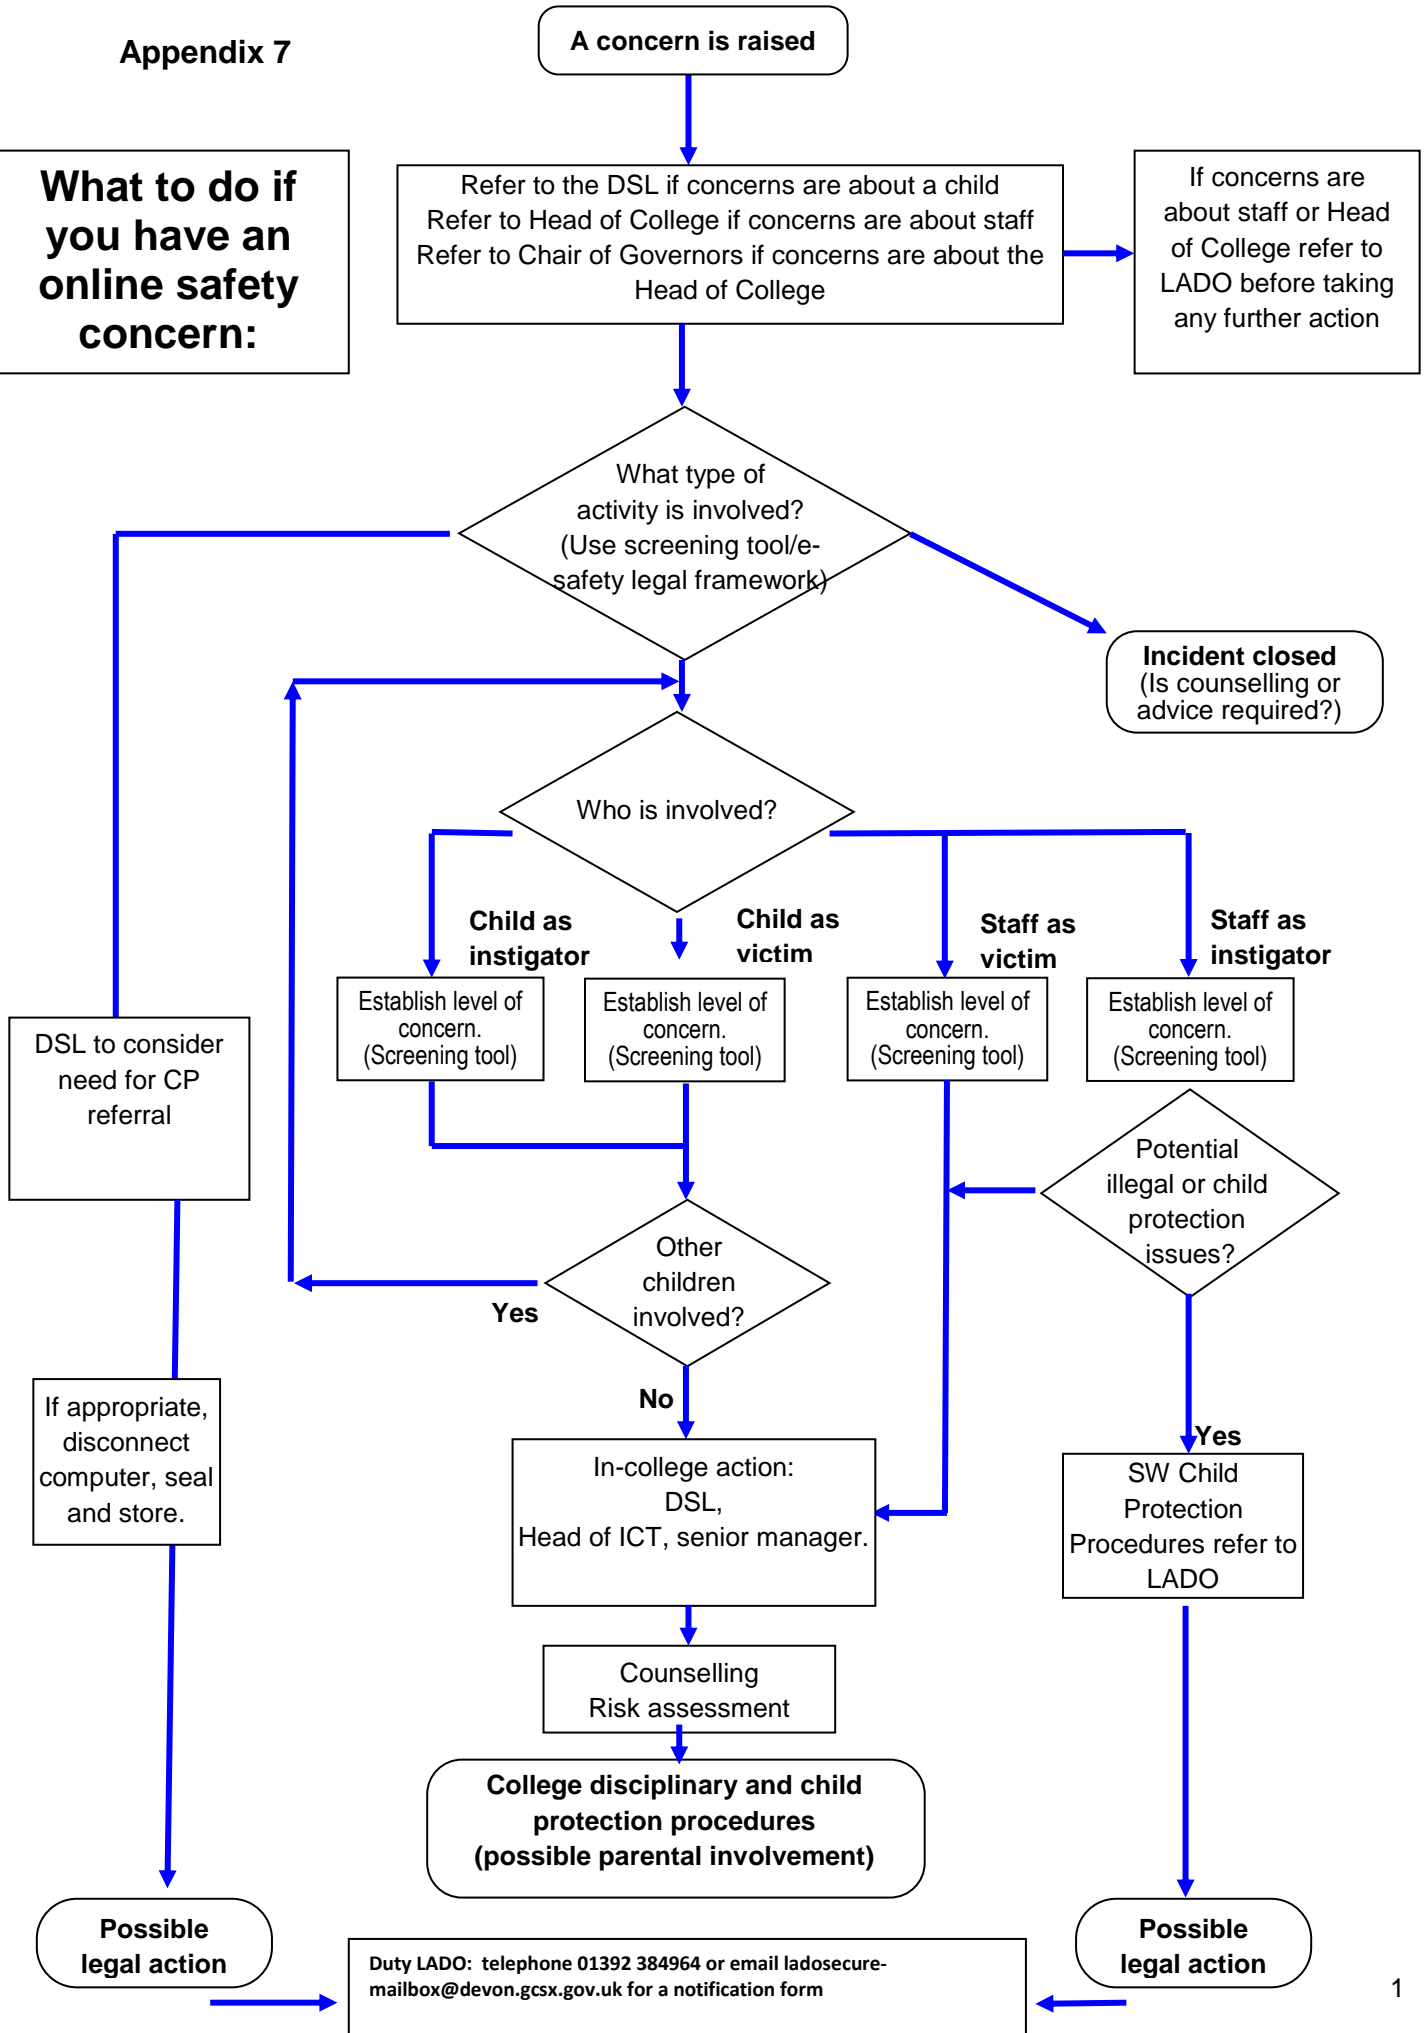 Appendix 7
A concern is raised
What to do if
you have an
online safety
concern:
Refer to the DSL if concerns are about a child
Refer to Head of College if concerns are about staff
Refer to Chair of Governors if concerns are about the
Head of College
If concerns are
about staff or Head
of College refer to
LADO before taking
any further action
What type of
activity is involved?
(Use screening tool/e-
safety legal framework)
Incident closed
(Is counselling or
advice required?)
Who is involved?
Child as
instigator
Child as
victim
Staff as
victim
Staff as
instigator
Establish level of
concern.
(Screening tool)
Establish level of
concern.
(Screening tool)
Establish level of
concern.
(Screening tool)
Establish level of
concern.
(Screening tool)
DSL to consider
need for CP
referral
Potential
illegal or child
protection
issues?
Other
children
involved?
Yes
No
If appropriate,
disconnect
computer, seal
and store.
Yes
In-college action:
DSL,
Head of ICT, senior manager.
SW Child
Protection
Procedures refer to
LADO
Counselling
Risk assessment
College disciplinary and child
protection procedures
(possible parental involvement)
Possible
legal action
Possible
legal action
Duty LADO:  telephone 01392 384964 or email ladosecure-
mailbox@devon.gcsx.gov.uk for a notification form
1